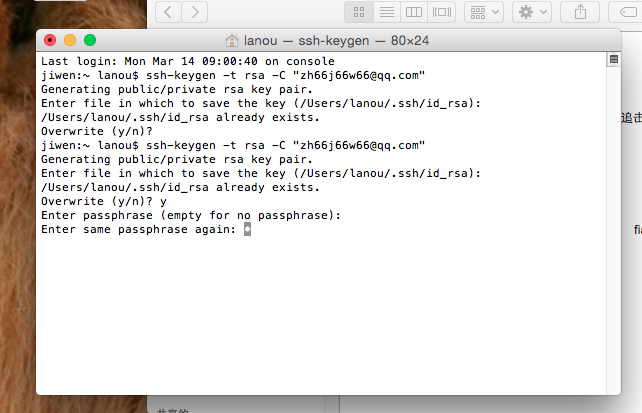 lanou — ssh-keygen — 80×24
Last login: Mon Mar 14 09:00:40 on console
jiwen:~ lanou$ ssh-keygen -t rsa -C "zh66j66w66@qq.com"
Generating public/private rsa key pair.
Enter file in which to save the key (/Users/lanou/.ssh/id_rsa):
/Users/lanou/.ssh/id_rsa already exists.
Overwrite (y/n)?
jiwen:~ lanou$ ssh-keygen -t rsa -C "zh66j66w66@qq.com"
Generating public/private rsa key pair.
Enter file in which to save the key (/Users/lanou/.ssh/id_rsa):
/Users/lanou/.ssh/id_rsa already exists.
Overwrite (y/n)? y
Enter passphrase (empty for no passphrase):
Enter same passphrase again:
追击